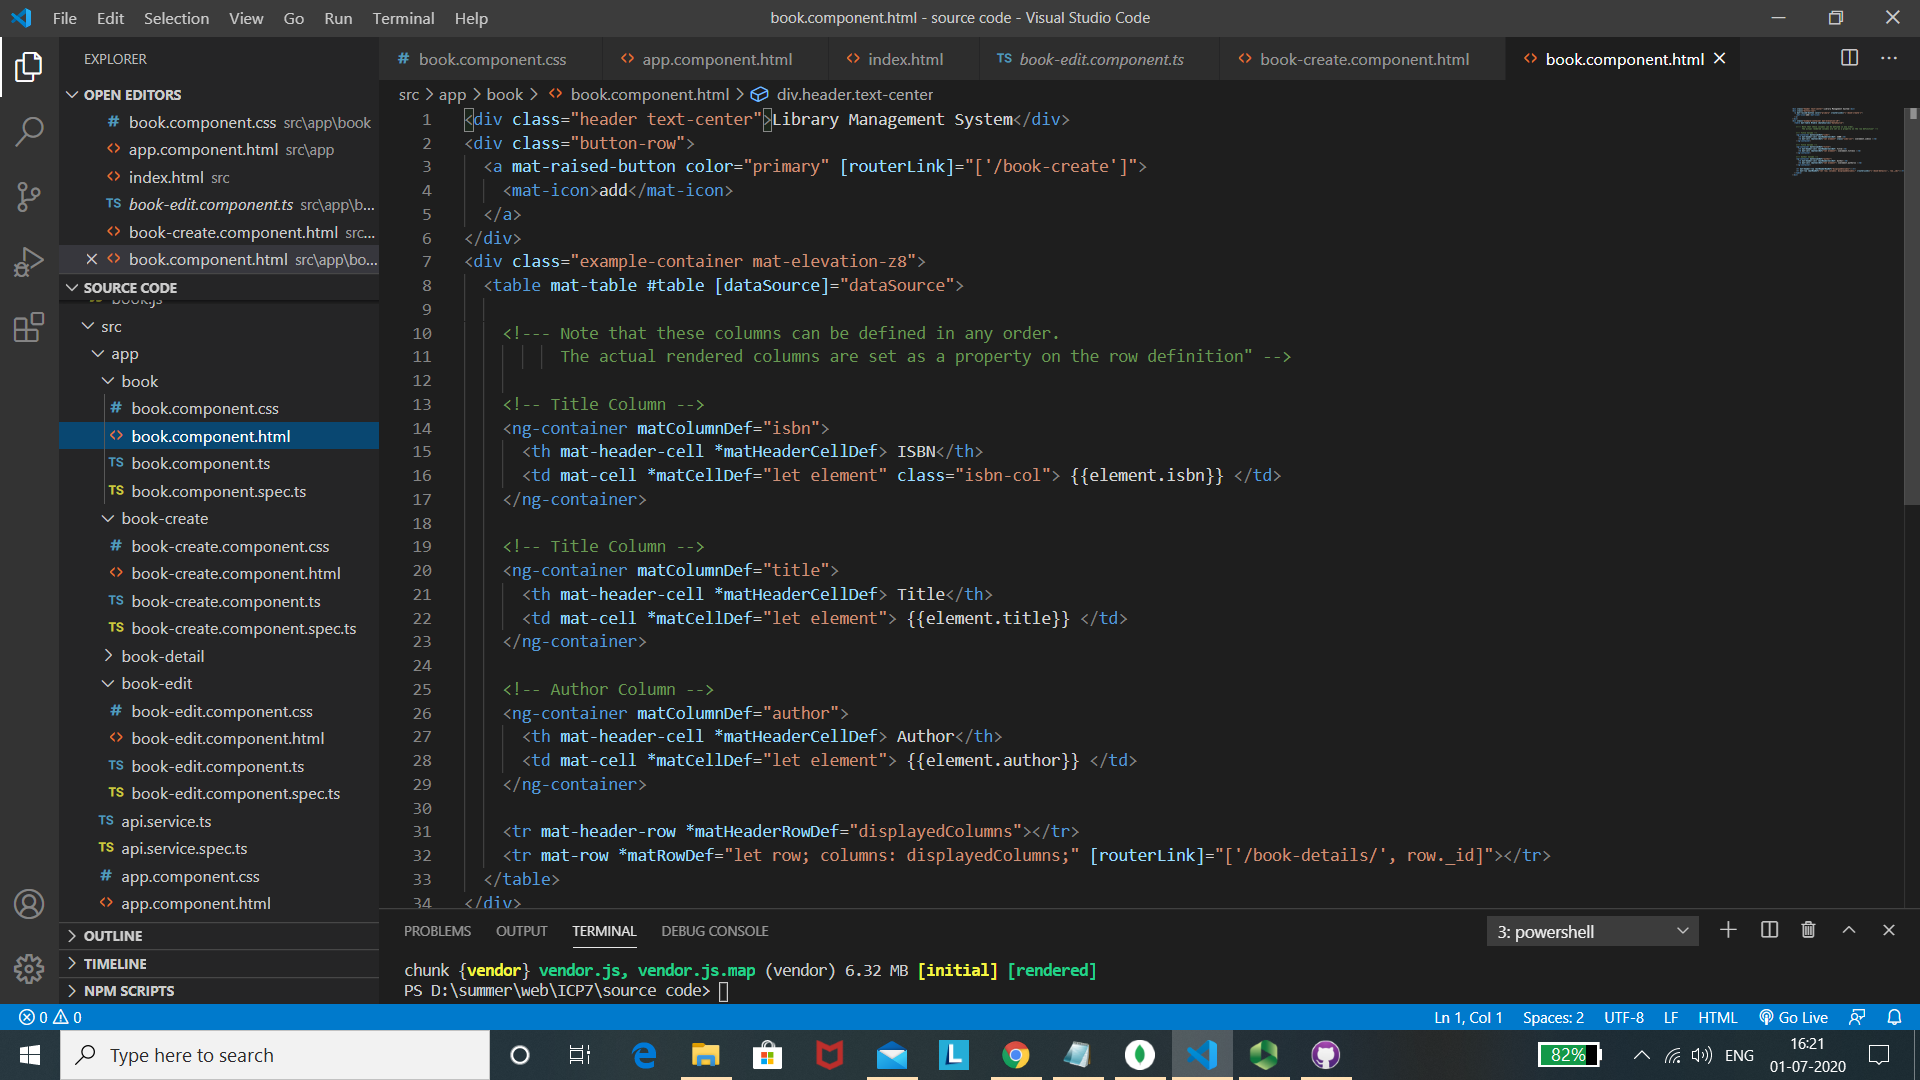 File Edit Selection View Go Run Terminal Help
book.component.html - source code - Visual Studio Code
EXPLORER
OPEN EDITORS
book.component.css src\app\book
app.component.html src\app
index.html src
book-edit.component.ts src\app\b...
book-create.component.html src...
book.component.html src\app\bo...
SOURCE CODE
book.js
src
app
book
book.component.css
book.component.html
book.component.ts
book.component.spec.ts
book-create
book-create.component.css
book-create.component.html
book-create.component.ts
book-create.component.spec.ts
book-detail
book-edit
book-edit.component.css
book-edit.component.html
book-edit.component.ts
book-edit.component.spec.ts
api.service.ts
api.service.spec.ts
app.component.css
app.component.html
OUTLINE
TIMELINE
NPM SCRIPTS
book.component.css app.component.html index.html book-edit.component.ts book-create.component.html book.component.html
src > app > book > book.component.html > div.header.text-center
1 <div class="header text-center">Library Management System</div>
2 <div class="button-row">
3 <a mat-raised-button color="primary" [routerLink]="['/book-create']">
4 <mat-icon>add</mat-icon>
5 </a>
6 </div>
7 <div class="example-container mat-elevation-z8">
8 <table mat-table #table [dataSource]="dataSource">
9
10 <!--- Note that these columns can be defined in any order.
11 The actual rendered columns are set as a property on the row definition" -->
12
13 <!-- Title Column -->
14 <ng-container matColumnDef="isbn">
15 <th mat-header-cell *matHeaderCellDef> ISBN</th>
16 <td mat-cell *matCellDef="let element" class="isbn-col"> {{element.isbn}} </td>
17 </ng-container>
18
19 <!-- Title Column -->
20 <ng-container matColumnDef="title">
21 <th mat-header-cell *matHeaderCellDef> Title</th>
22 <td mat-cell *matCellDef="let element"> {{element.title}} </td>
23 </ng-container>
24
25 <!-- Author Column -->
26 <ng-container matColumnDef="author">
27 <th mat-header-cell *matHeaderCellDef> Author</th>
28 <td mat-cell *matCellDef="let element"> {{element.author}} </td>
29 </ng-container>
30
31 <tr mat-header-row *matHeaderRowDef="displayedColumns"></tr>
32 <tr mat-row *matRowDef="let row; columns: displayedColumns;" [routerLink]="['/book-details/', row._id]"></tr>
33 </table>
34 </div>
PROBLEMS OUTPUT TERMINAL DEBUG CONSOLE 3: powershell
chunk {vendor} vendor.js, vendor.js.map (vendor) 6.32 MB [initial] [rendered]
PS D:\summer\web\ICP7\source code>
0 0 Ln 1, Col 1 Spaces: 2 UTF-8 LF HTML Go Live
Type here to search
82% ENG
16:21
01-07-2020